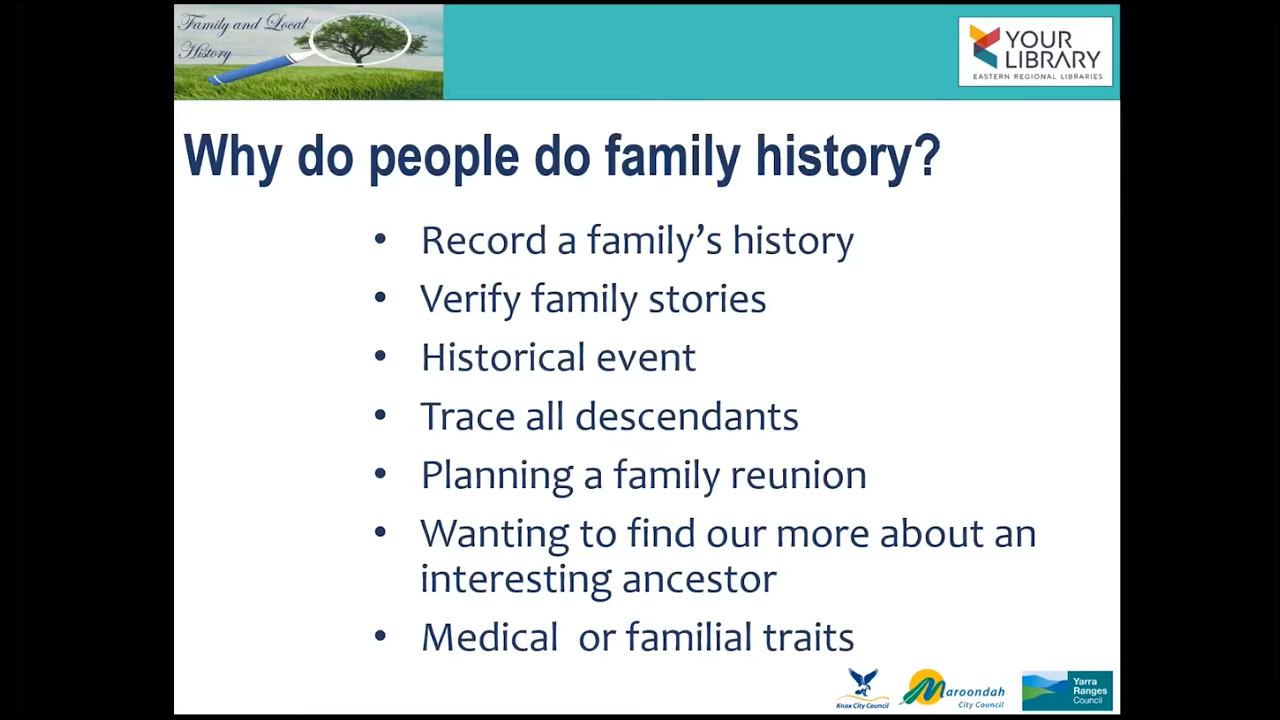 Family and Local
History
YOUR
LIBRARY
EASTERN REGIONAL LIBRARIES
Why do people do family history?
• Record a family's history
• Verify family stories
• Historical event
• Trace all descendants
• Planning a family reunion
• Wanting to find our more about an
interesting ancestor
• Medical or familial traits
Knox City Council
Maroondah
City Council
Yarra
Ranges
Council